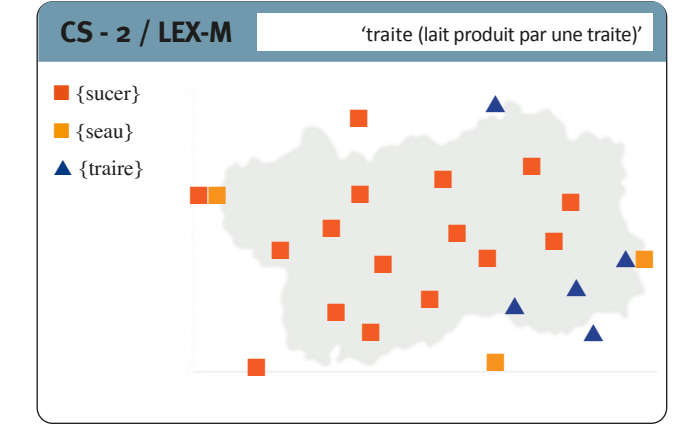 CS - 2 / LEX-M
‘traite (lait produit par une traite)’
{sucer}
{seau}
{traire}